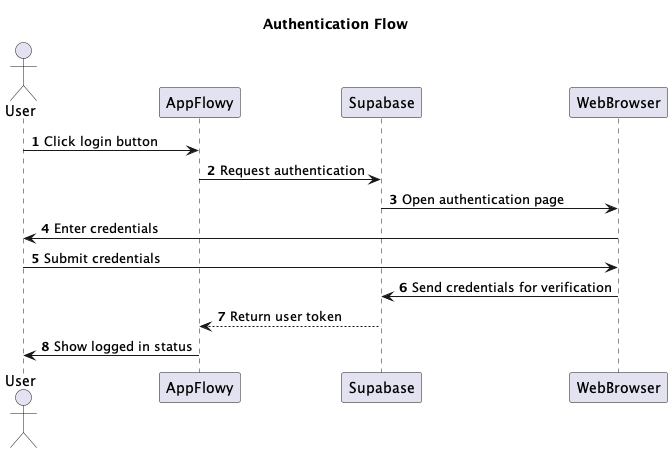 Authentication Flow
User
AppFlowy
Supabase
WebBrowser
1 Click login button
2 Request authentication
3 Open authentication page
4 Enter credentials
5 Submit credentials
6 Send credentials for verification
7 Return user token
8 Show logged in status
User
AppFlowy
Supabase
WebBrowser